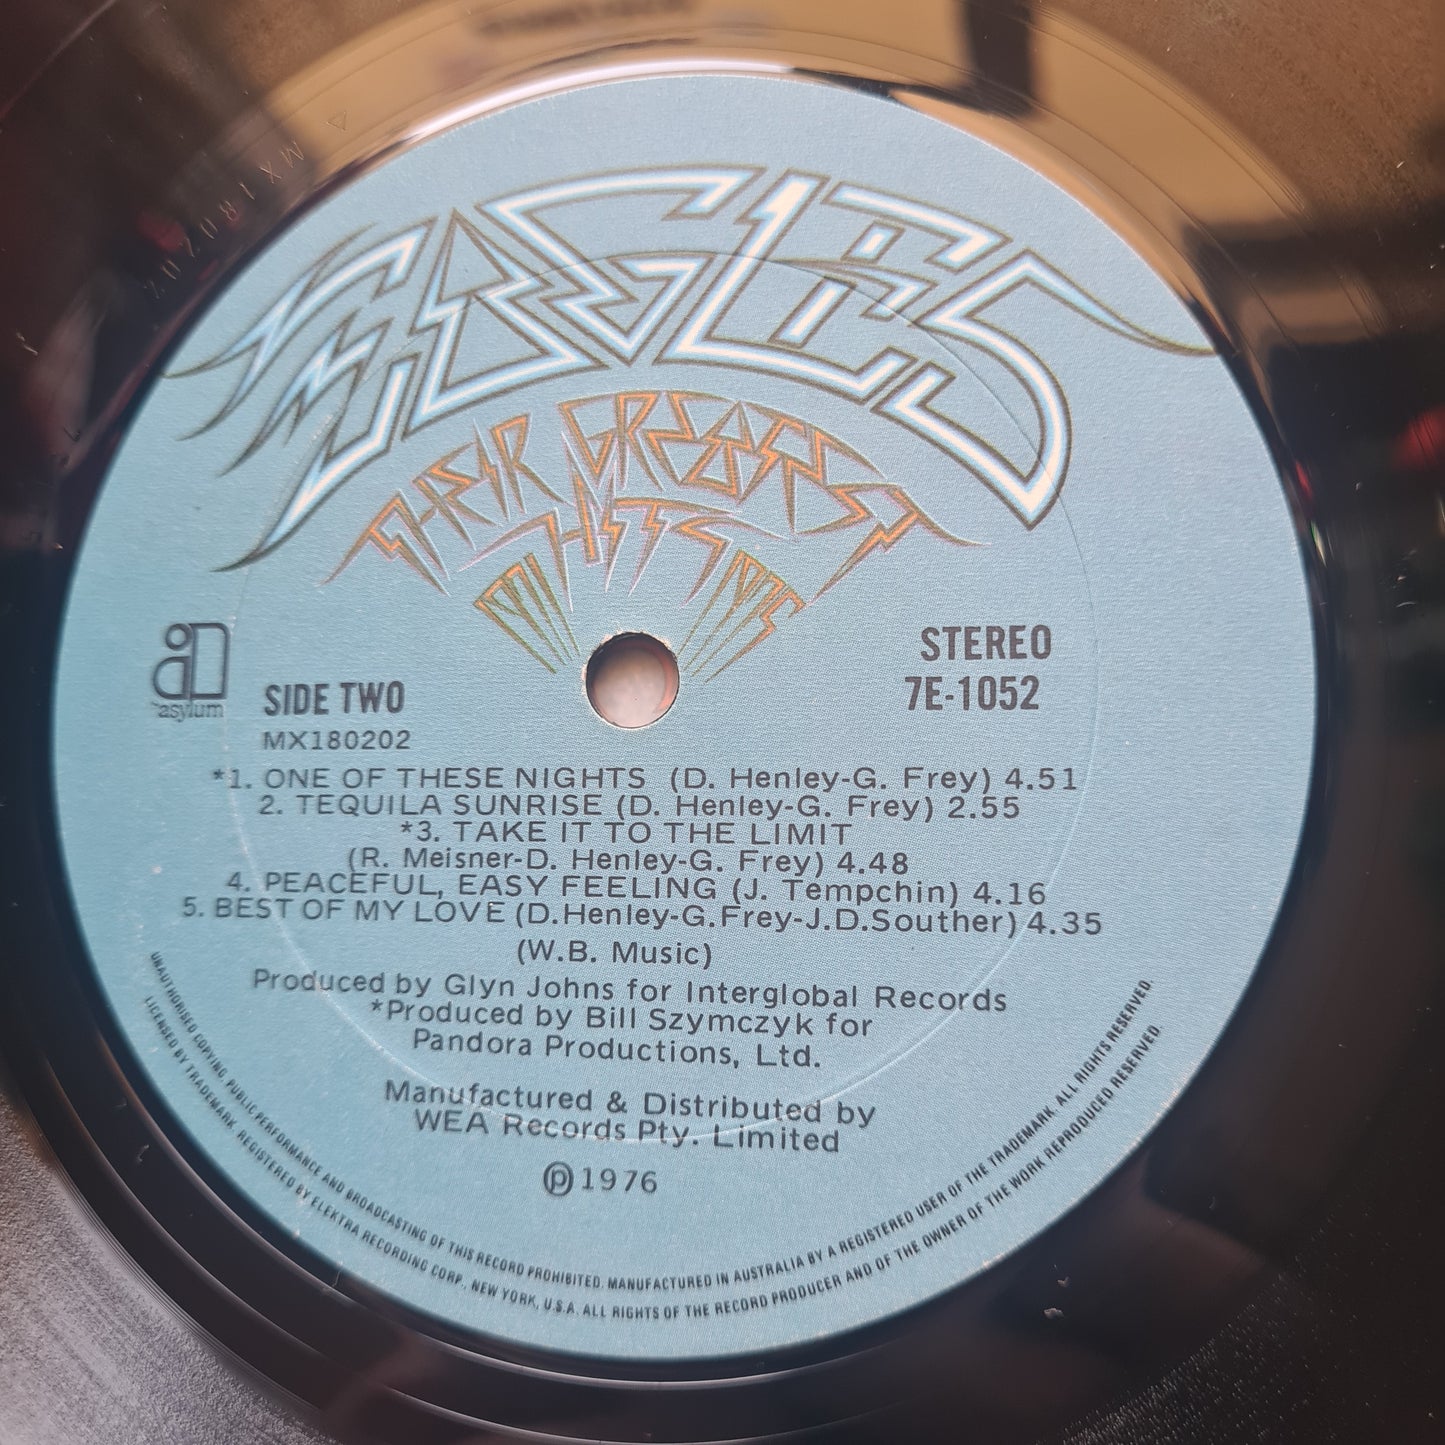 EAGLES
THEIR GREATEST
HITS
asylum
SIDE TWO
MX180202
STEREO
7E-1052
*1. ONE OF THESE NIGHTS (D. Henley-G. Frey) 4.51
2. TEQUILA SUNRISE (D. Henley-G. Frey) 2.55
*3. TAKE IT TO THE LIMIT
(R. Meisner-D. Henley-G. Frey) 4.48
4. PEACEFUL, EASY FEELING (J. Tempchin) 4.16
5. BEST OF MY LOVE (D.Henley-G.Frey-J.D.Souther) 4.35
(W.B. Music)
Produced by Glyn Johns for Interglobal Records
*Produced by Bill Szymczyk for
Pandora Productions, Ltd.
Manufactured & Distributed by
WEA Records Pty. Limited
Ⓟ1976
UNAUTHORISED COPYING, PUBLIC PERFORMANCE AND BROADCASTING OF THIS RECORD PROHIBITED. MANUFACTURED IN AUSTRALIA BY A REGISTERED USER OF THE TRADEMARK. ALL RIGHTS RESERVED.
LICENSED BY TRADEMARK REGISTERED BY ELEKTRA RECORDING CORP., NEW YORK, U.S.A. ALL RIGHTS OF THE RECORD PRODUCER AND OF THE OWNER OF THE WORK REPRODUCED RESERVED.
MX180202